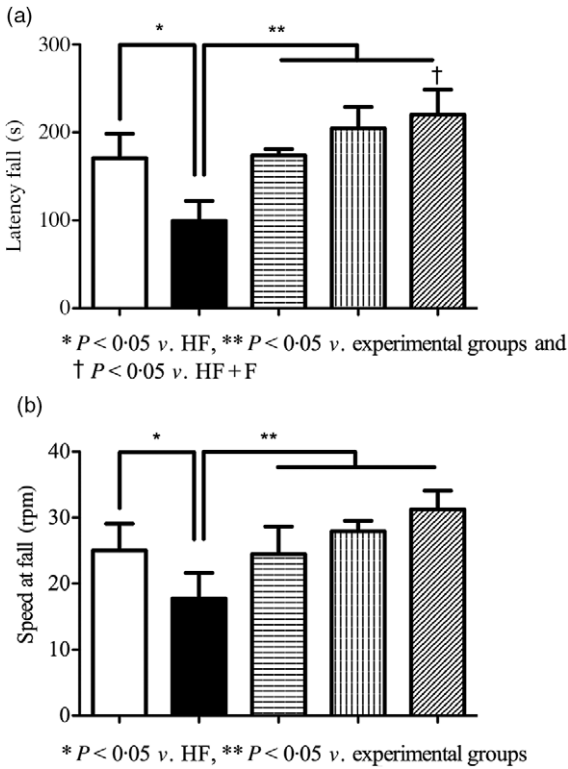 (a)
* **
†
300
200
100
0
Latency fall (s)
* P < 0·05 v. HF, ** P < 0·05 v. experimental groups and
† P < 0·05 v. HF + F
(b)
* **
40
30
20
10
0
Speed at fall (rpm)
* P < 0·05 v. HF, ** P < 0·05 v. experimental groups